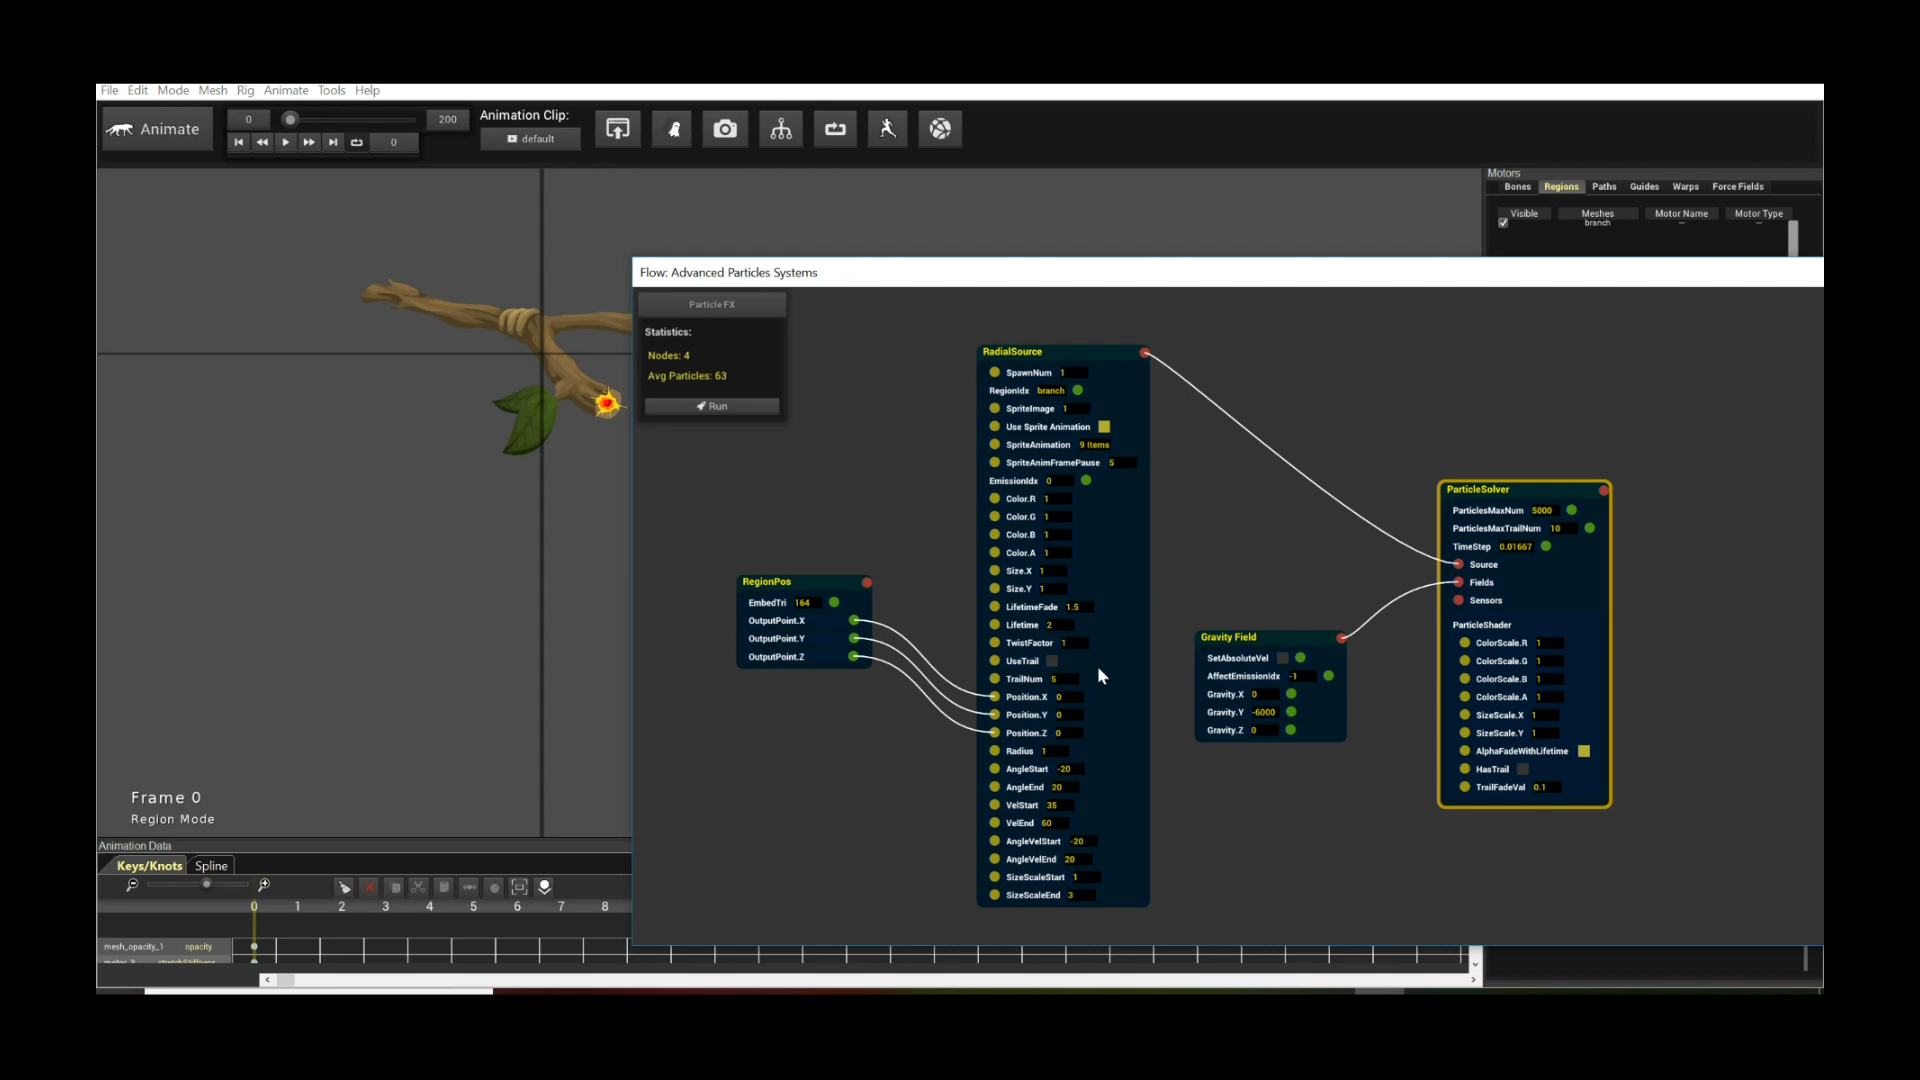 File Edit Mode Mesh Rig Animate Tools Help
Animate
0
200
0
Animation Clip:
default
Motors
Bones Regions Paths Guides Warps Force Fields
Visible Meshes Motor Name Motor Type
branch
Flow: Advanced Particles Systems
Particle FX
Statistics:
Nodes: 4
Avg Particles: 63
Run
RegionPos
EmbedTri 164
OutputPoint.X
OutputPoint.Y
OutputPoint.Z
RadialSource
SpawnNum 1
RegionIdx branch
SpriteImage 1
Use Sprite Animation
SpriteAnimation 9 Items
SpriteAnimFramePause 5
EmissionIdx 0
Color.R 1
Color.G 1
Color.B 1
Color.A 1
Size.X 1
Size.Y 1
LifetimeFade 1.5
Lifetime 2
TwistFactor 1
UseTrail
TrailNum 5
Position.X 0
Position.Y 0
Position.Z 0
Radius 1
AngleStart -20
AngleEnd 20
VelStart 35
VelEnd 60
AngleVelStart -20
AngleVelEnd 20
SizeScaleStart 1
SizeScaleEnd 3
Gravity Field
SetAbsoluteVel
AffectEmissionIdx -1
Gravity.X 0
Gravity.Y -6000
Gravity.Z 0
ParticleSolver
ParticlesMaxNum 5000
ParticlesMaxTrailNum 10
TimeStep 0.01667
Source
Fields
Sensors
ParticleShader
ColorScale.R 1
ColorScale.G 1
ColorScale.B 1
ColorScale.A 1
SizeScale.X 1
SizeScale.Y 1
AlphaFadeWithLifetime
HasTrail
TrailFadeVal 0.1
Frame 0
Region Mode
Animation Data
Keys/Knots Spline
0 1 2 3 4 5 6 7 8
mesh_opacity_1 opacity